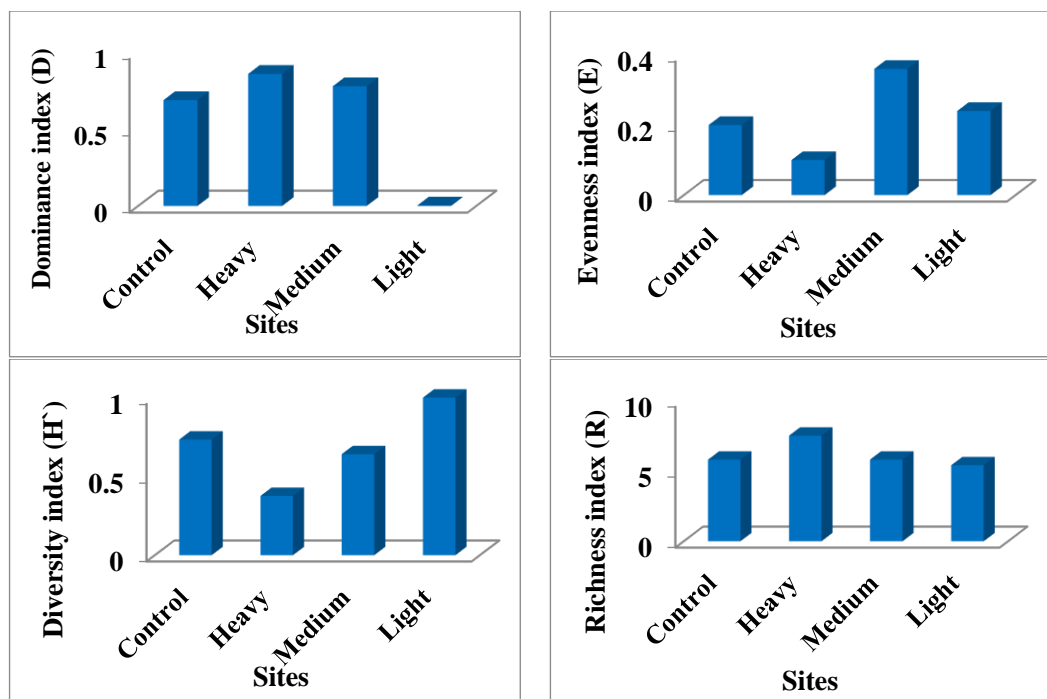 Dominance index (D)
1
0.5
0
Control
Heavy
Medium
Light
Sites
Evenness index (E)
0.4
0.2
0
Control
Heavy
Medium
Light
Sites
Diversity index (H`)
1
0.5
0
Control
Heavy
Medium
Light
Sites
Richness index (R)
10
5
0
Control
Heavy
Medium
Light
Sites